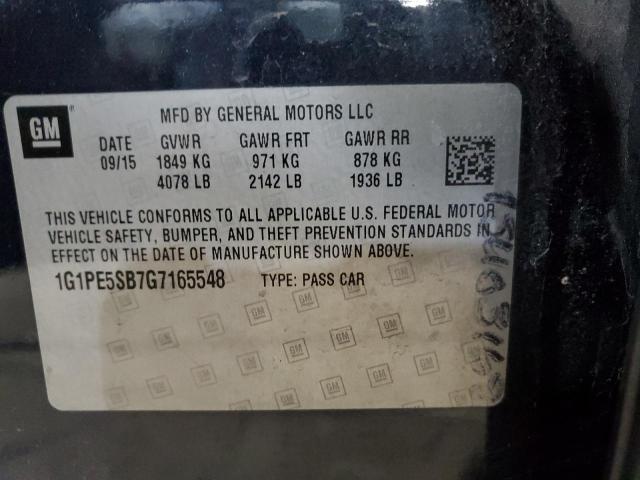 GM
MFD BY GENERAL MOTORS LLC
DATE GVWR GAWR FRT GAWR RR
09/15 1849 KG 971 KG 878 KG
4078 LB 2142 LB 1936 LB
THIS VEHICLE CONFORMS TO ALL APPLICABLE U.S. FEDERAL MOTOR
VEHICLE SAFETY, BUMPER, AND THEFT PREVENTION STANDARDS IN
EFFECT ON THE DATE OF MANUFACTURE SHOWN ABOVE.
1G1PE5SB7G7165548 TYPE: PASS CAR